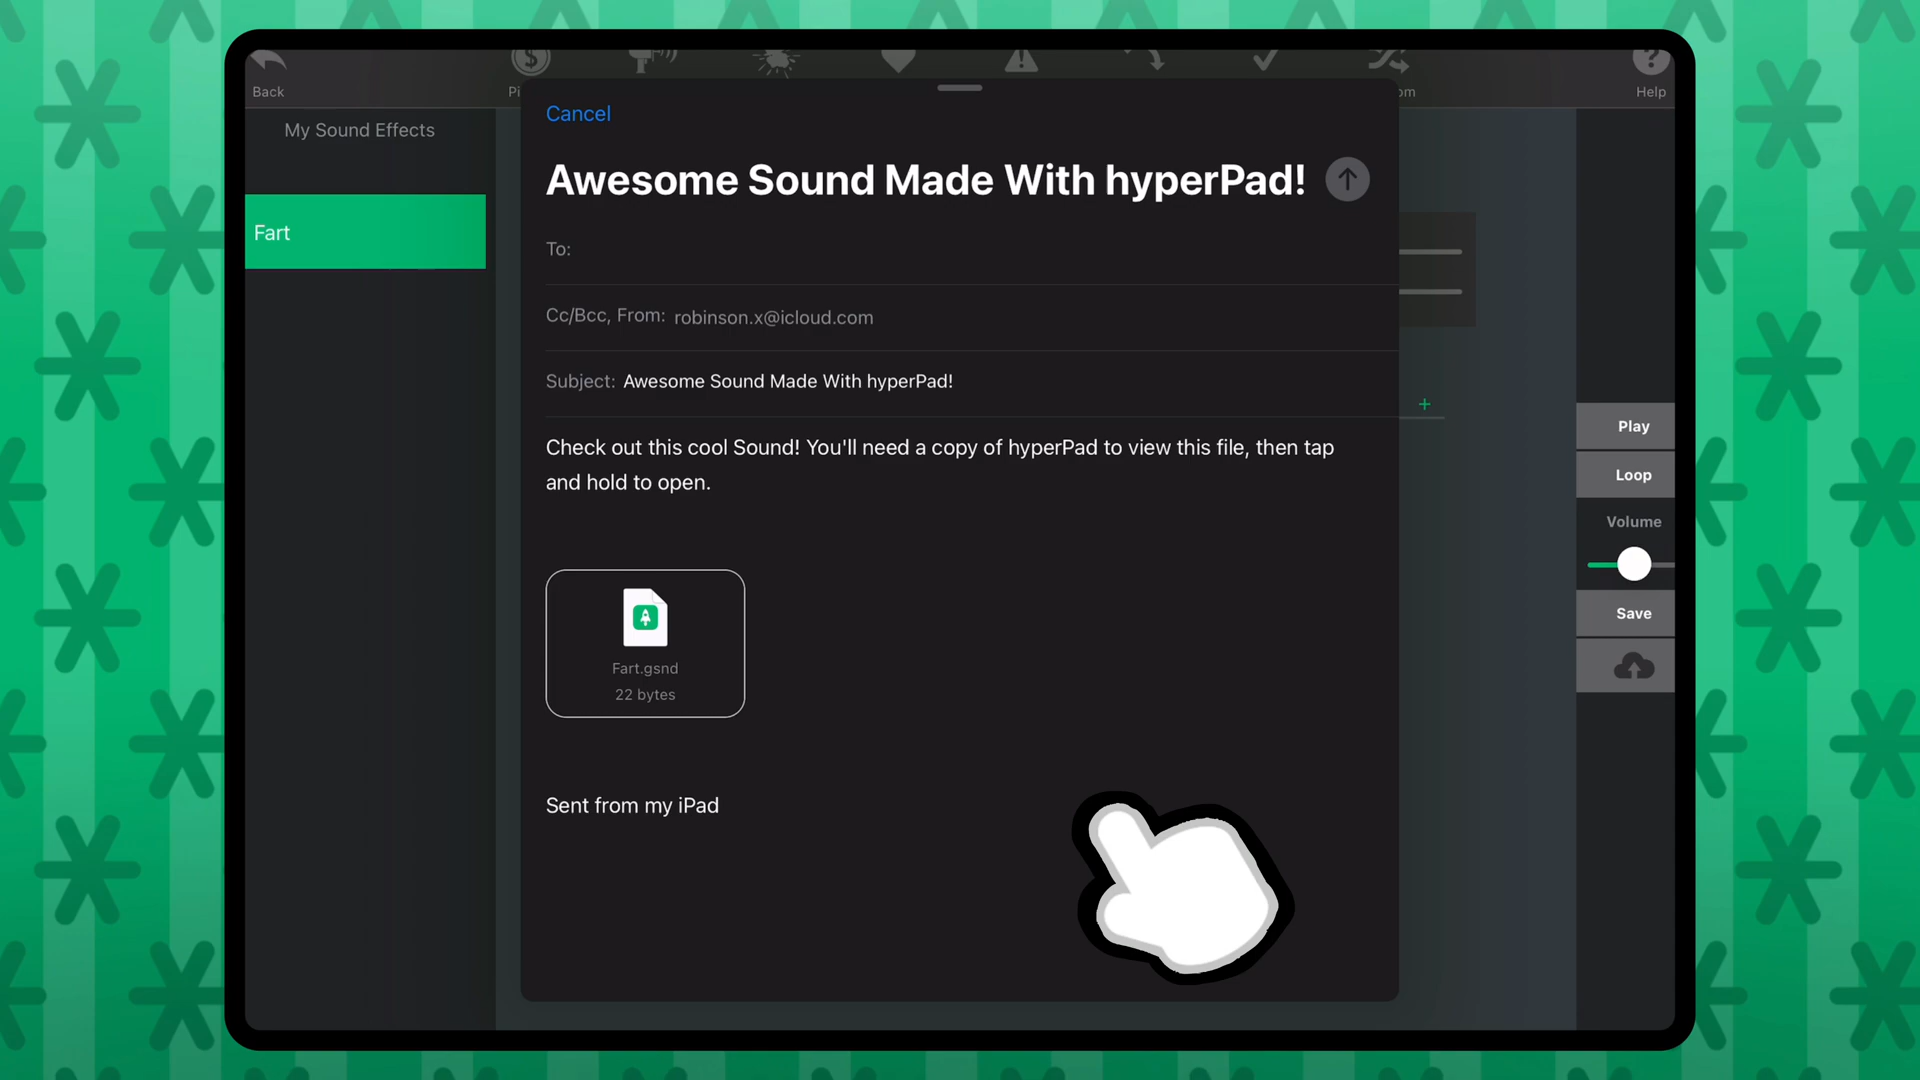 Back
Help
My Sound Effects
Fart
Cancel
Awesome Sound Made With hyperPad!
To:
Cc/Bcc, From: robinson.x@icloud.com
Subject: Awesome Sound Made With hyperPad!
Check out this cool Sound! You'll need a copy of hyperPad to view this file, then tap
and hold to open.
Fart.gsnd
22 bytes
Sent from my iPad
Play
Loop
Volume
Save